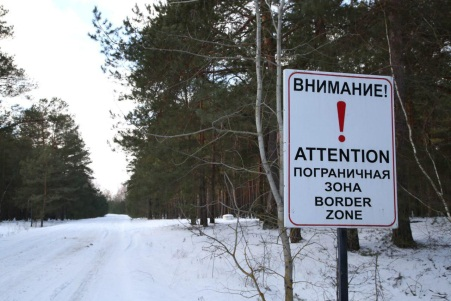 ВНИМАНИЕ!
!
ATTENTION
ПОГРАНИЧНАЯ
ЗОНА
BORDER
ZONE